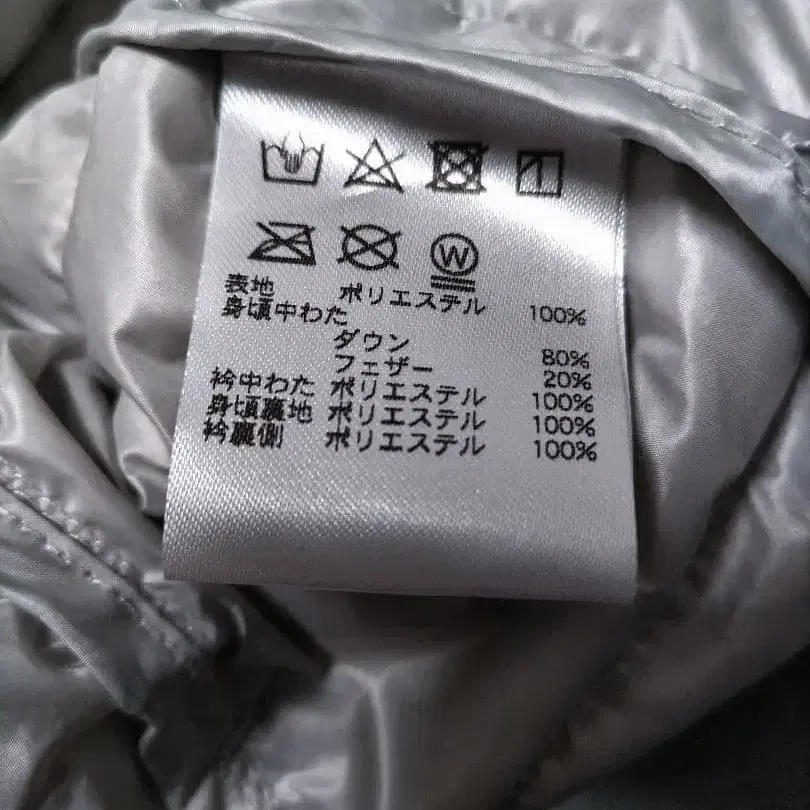 W
表地 ポリエステル 100%
身頃中わた
ダウン 80%
フェザー 20%
衿中わた ポリエステル 100%
身頃裏地 ポリエステル 100%
衿裏側 ポリエステル 100%